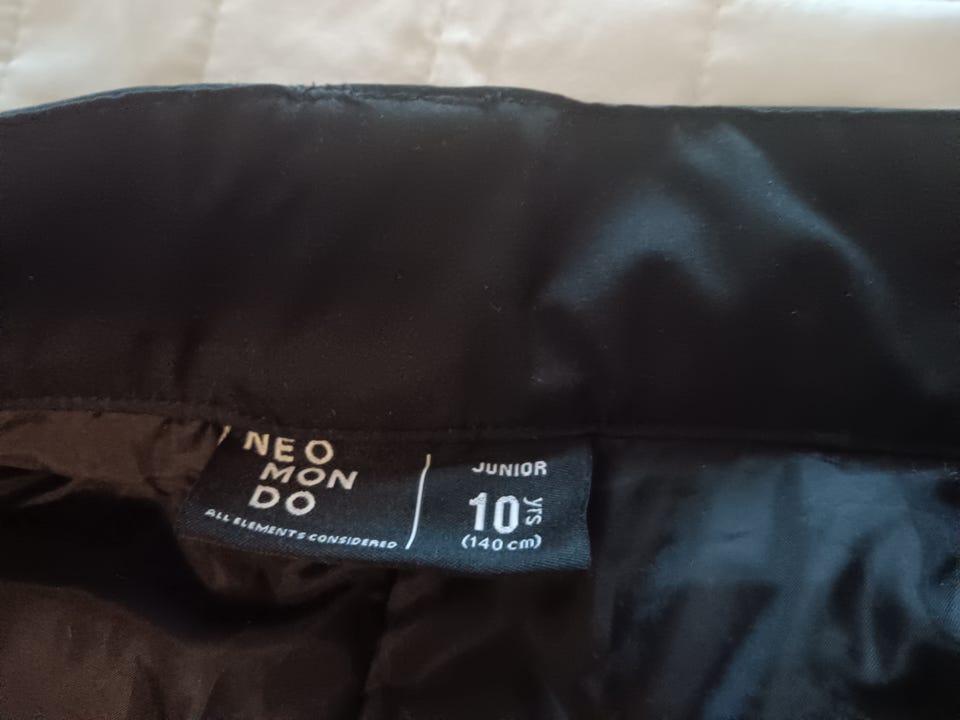 NEO
MON
DO
ALL ELEMENTS CONSIDERED
JUNIOR
10 yrs
(140 cm)